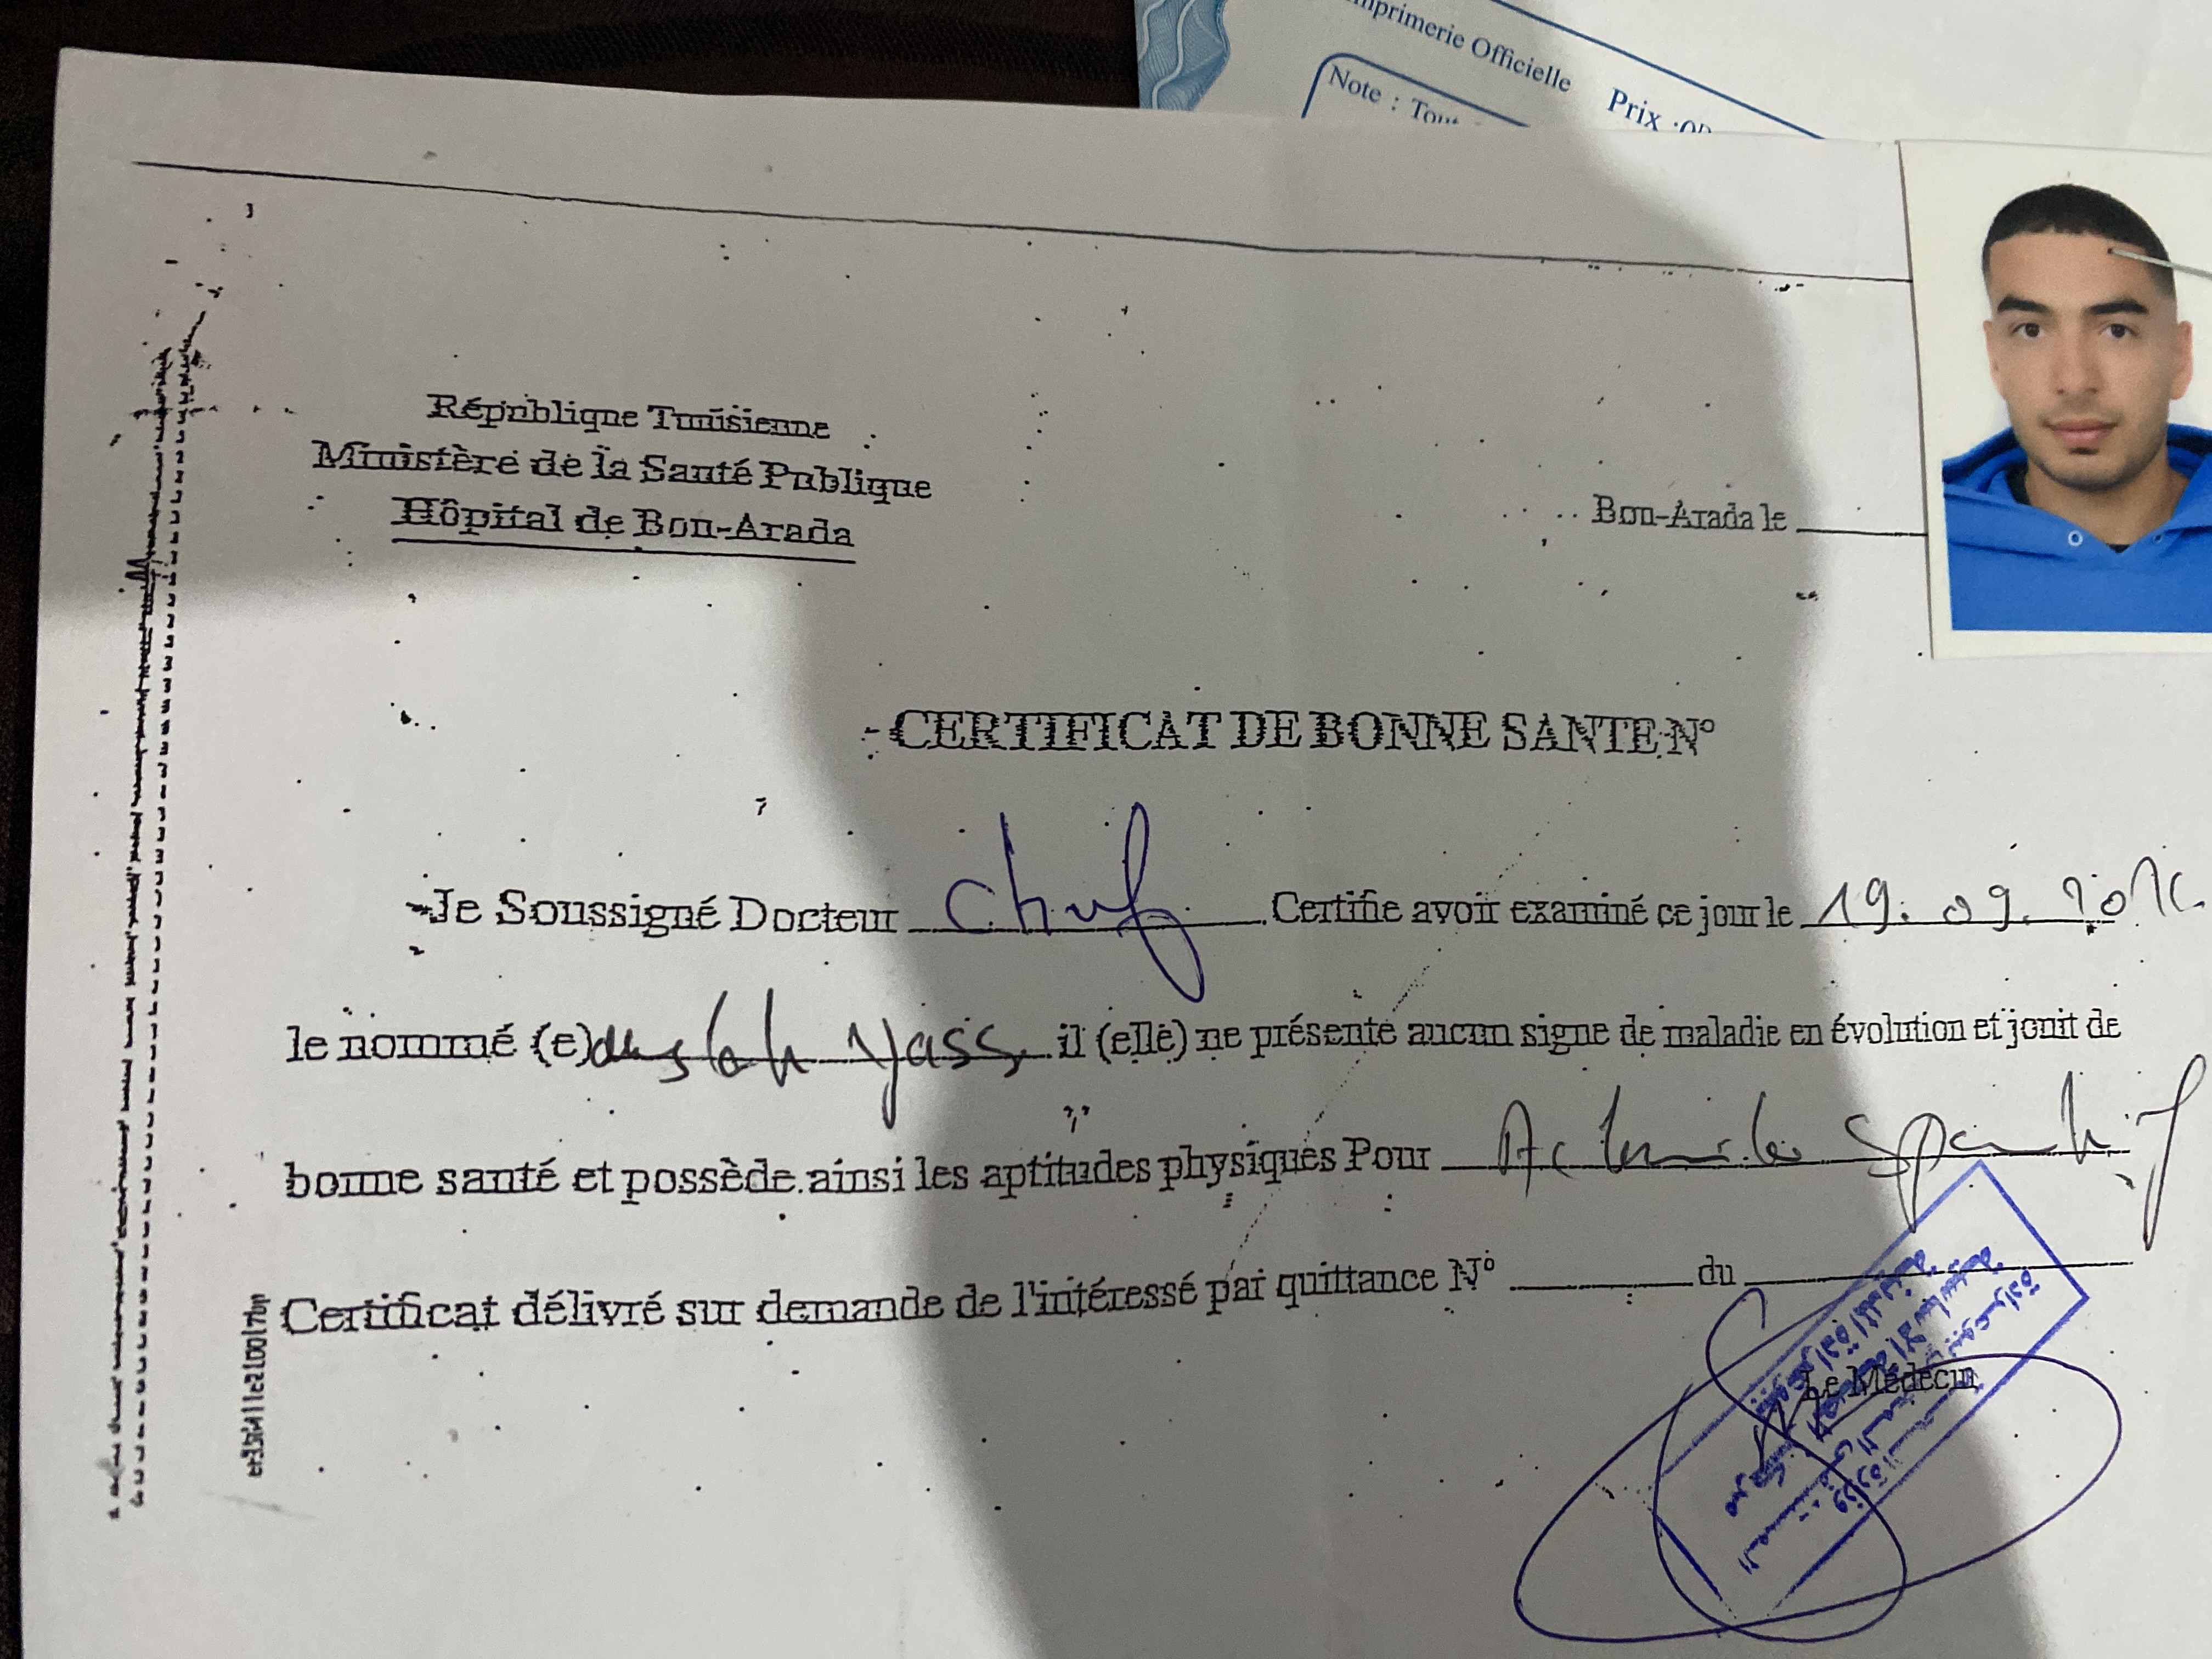 Imprimerie Officielle Prix :
Note : Tout
République Tunisienne
Ministère de la Santé Publique
Hôpital de Bou-Arada
Bou-Arada le
CERTIFICAT DE BONNE SANTE N°
Je Soussigné Docteur Certifie avoir examiné ce jour le 19.09.
le nommé (e) Yass il (elle) ne présente aucun signe de maladie en évolution et jouit de
bonne santé et possède ainsi les aptitudes physiques Pour
Certificat délivré sur demande de l'intéressé par quittance N° du
Le Médecin